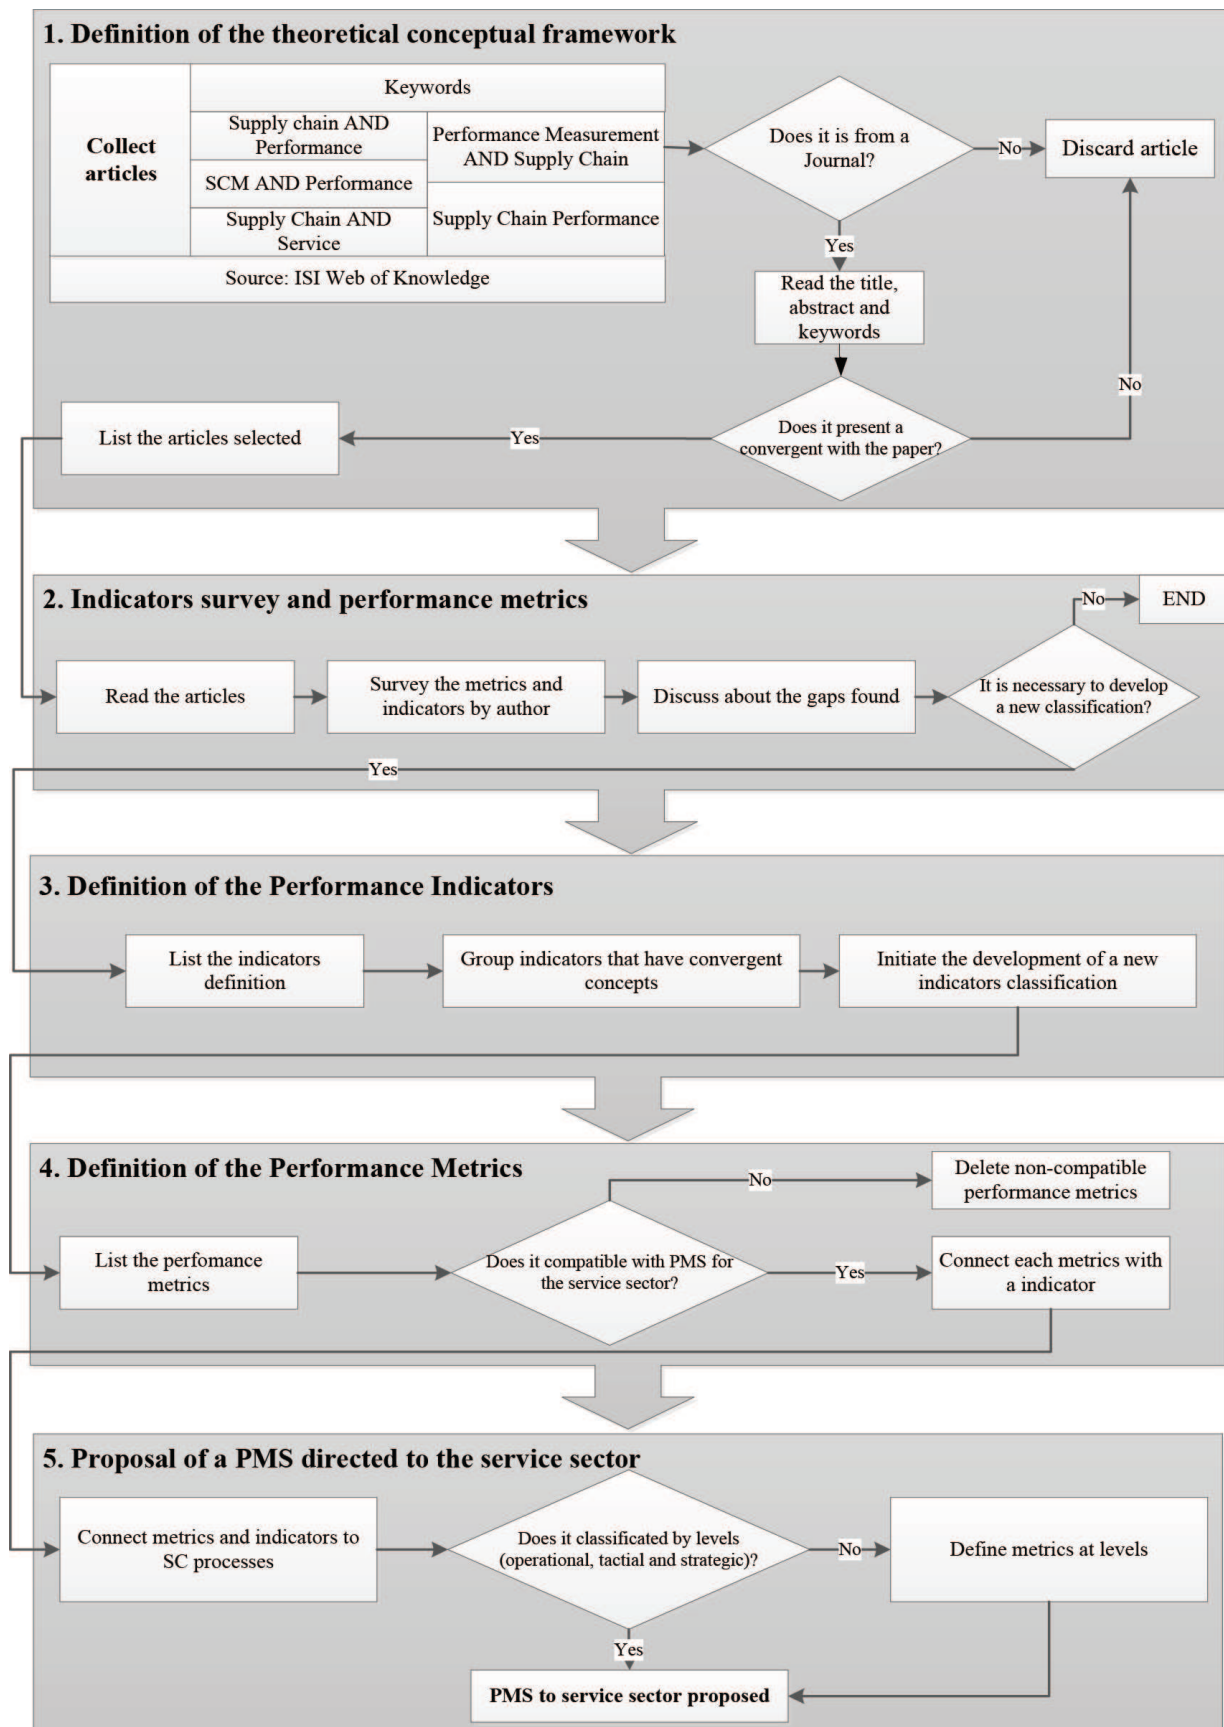 1. Definition of the theoretical conceptual framework
Collect
articles
Keywords
Supply chain AND
Performance
SCM AND Performance
Supply Chain AND
Service
Performance Measurement
AND Supply Chain
Supply Chain Performance
Source: ISI Web of Knowledge
Does it is from a
Journal?
No
Discard article
Yes
Read the title,
abstract and
keywords
No
Does it present a
convergent with the paper?
Yes
List the articles selected
2. Indicators survey and performance metrics
No
END
Read the articles
Survey the metrics and
indicators by author
Discuss about the gaps found
It is necessary to develop
a new classification?
Yes
3. Definition of the Performance Indicators
List the indicators
definition
Group indicators that have convergent
concepts
Initiate the development of a new
indicators classification
4. Definition of the Performance Metrics
No
Delete non-compatible
performance metrics
List the perfomance
metrics
Does it compatible with PMS for
the service sector?
Yes
Connect each metrics with
a indicator
5. Proposal of a PMS directed to the service sector
Connect metrics and indicators to
SC processes
Does it classificated by levels
(operational, tactial and strategic)?
No
Define metrics at levels
Yes
PMS to service sector proposed